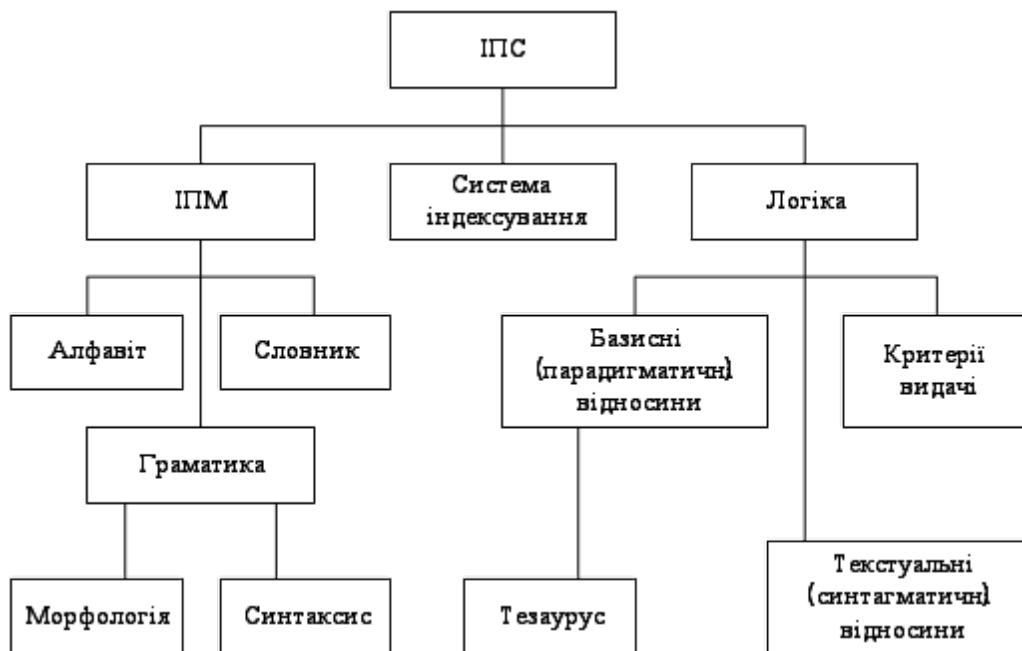 ІПС
ІПМ
Система
індексування
Логіка
Алфавіт
Словник
Базисні
(парадигматичн).
відносини
Критерії
видачі
Граматика
Морфологія
Синтаксис
Тезаурус
Текстуальні
(синтагматичн).
відносини